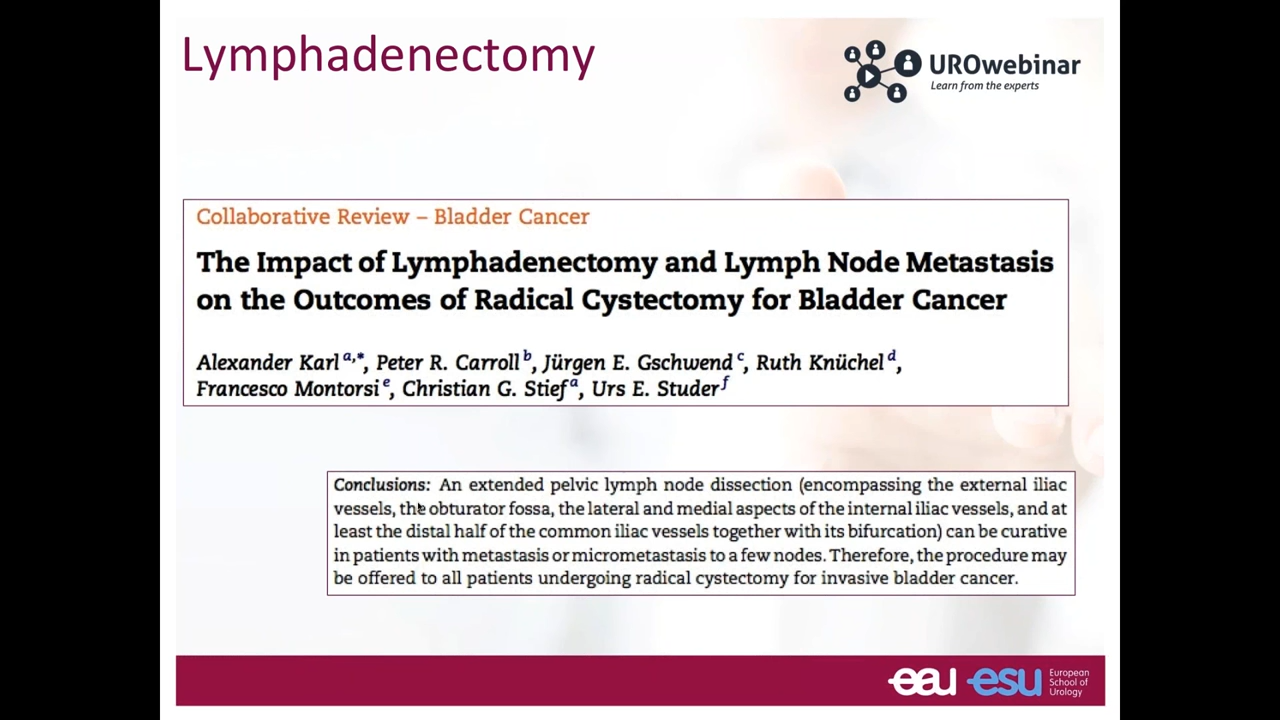 Lymphadenectomy
UROwebinar
Learn from the experts
Collaborative Review – Bladder Cancer
The Impact of Lymphadenectomy and Lymph Node Metastasis
on the Outcomes of Radical Cystectomy for Bladder Cancer
Alexander Karl a,*, Peter R. Carroll b, Jürgen E. Gschwend c, Ruth Knüchel d,
Francesco Montorsi e, Christian G. Stief a, Urs E. Studer f
Conclusions: An extended pelvic lymph node dissection (encompassing the external iliac
vessels, the obturator fossa, the lateral and medial aspects of the internal iliac vessels, and at
least the distal half of the common iliac vessels together with its bifurcation) can be curative
in patients with metastasis or micrometastasis to a few nodes. Therefore, the procedure may
be offered to all patients undergoing radical cystectomy for invasive bladder cancer.
eau esu European
School of
Urology